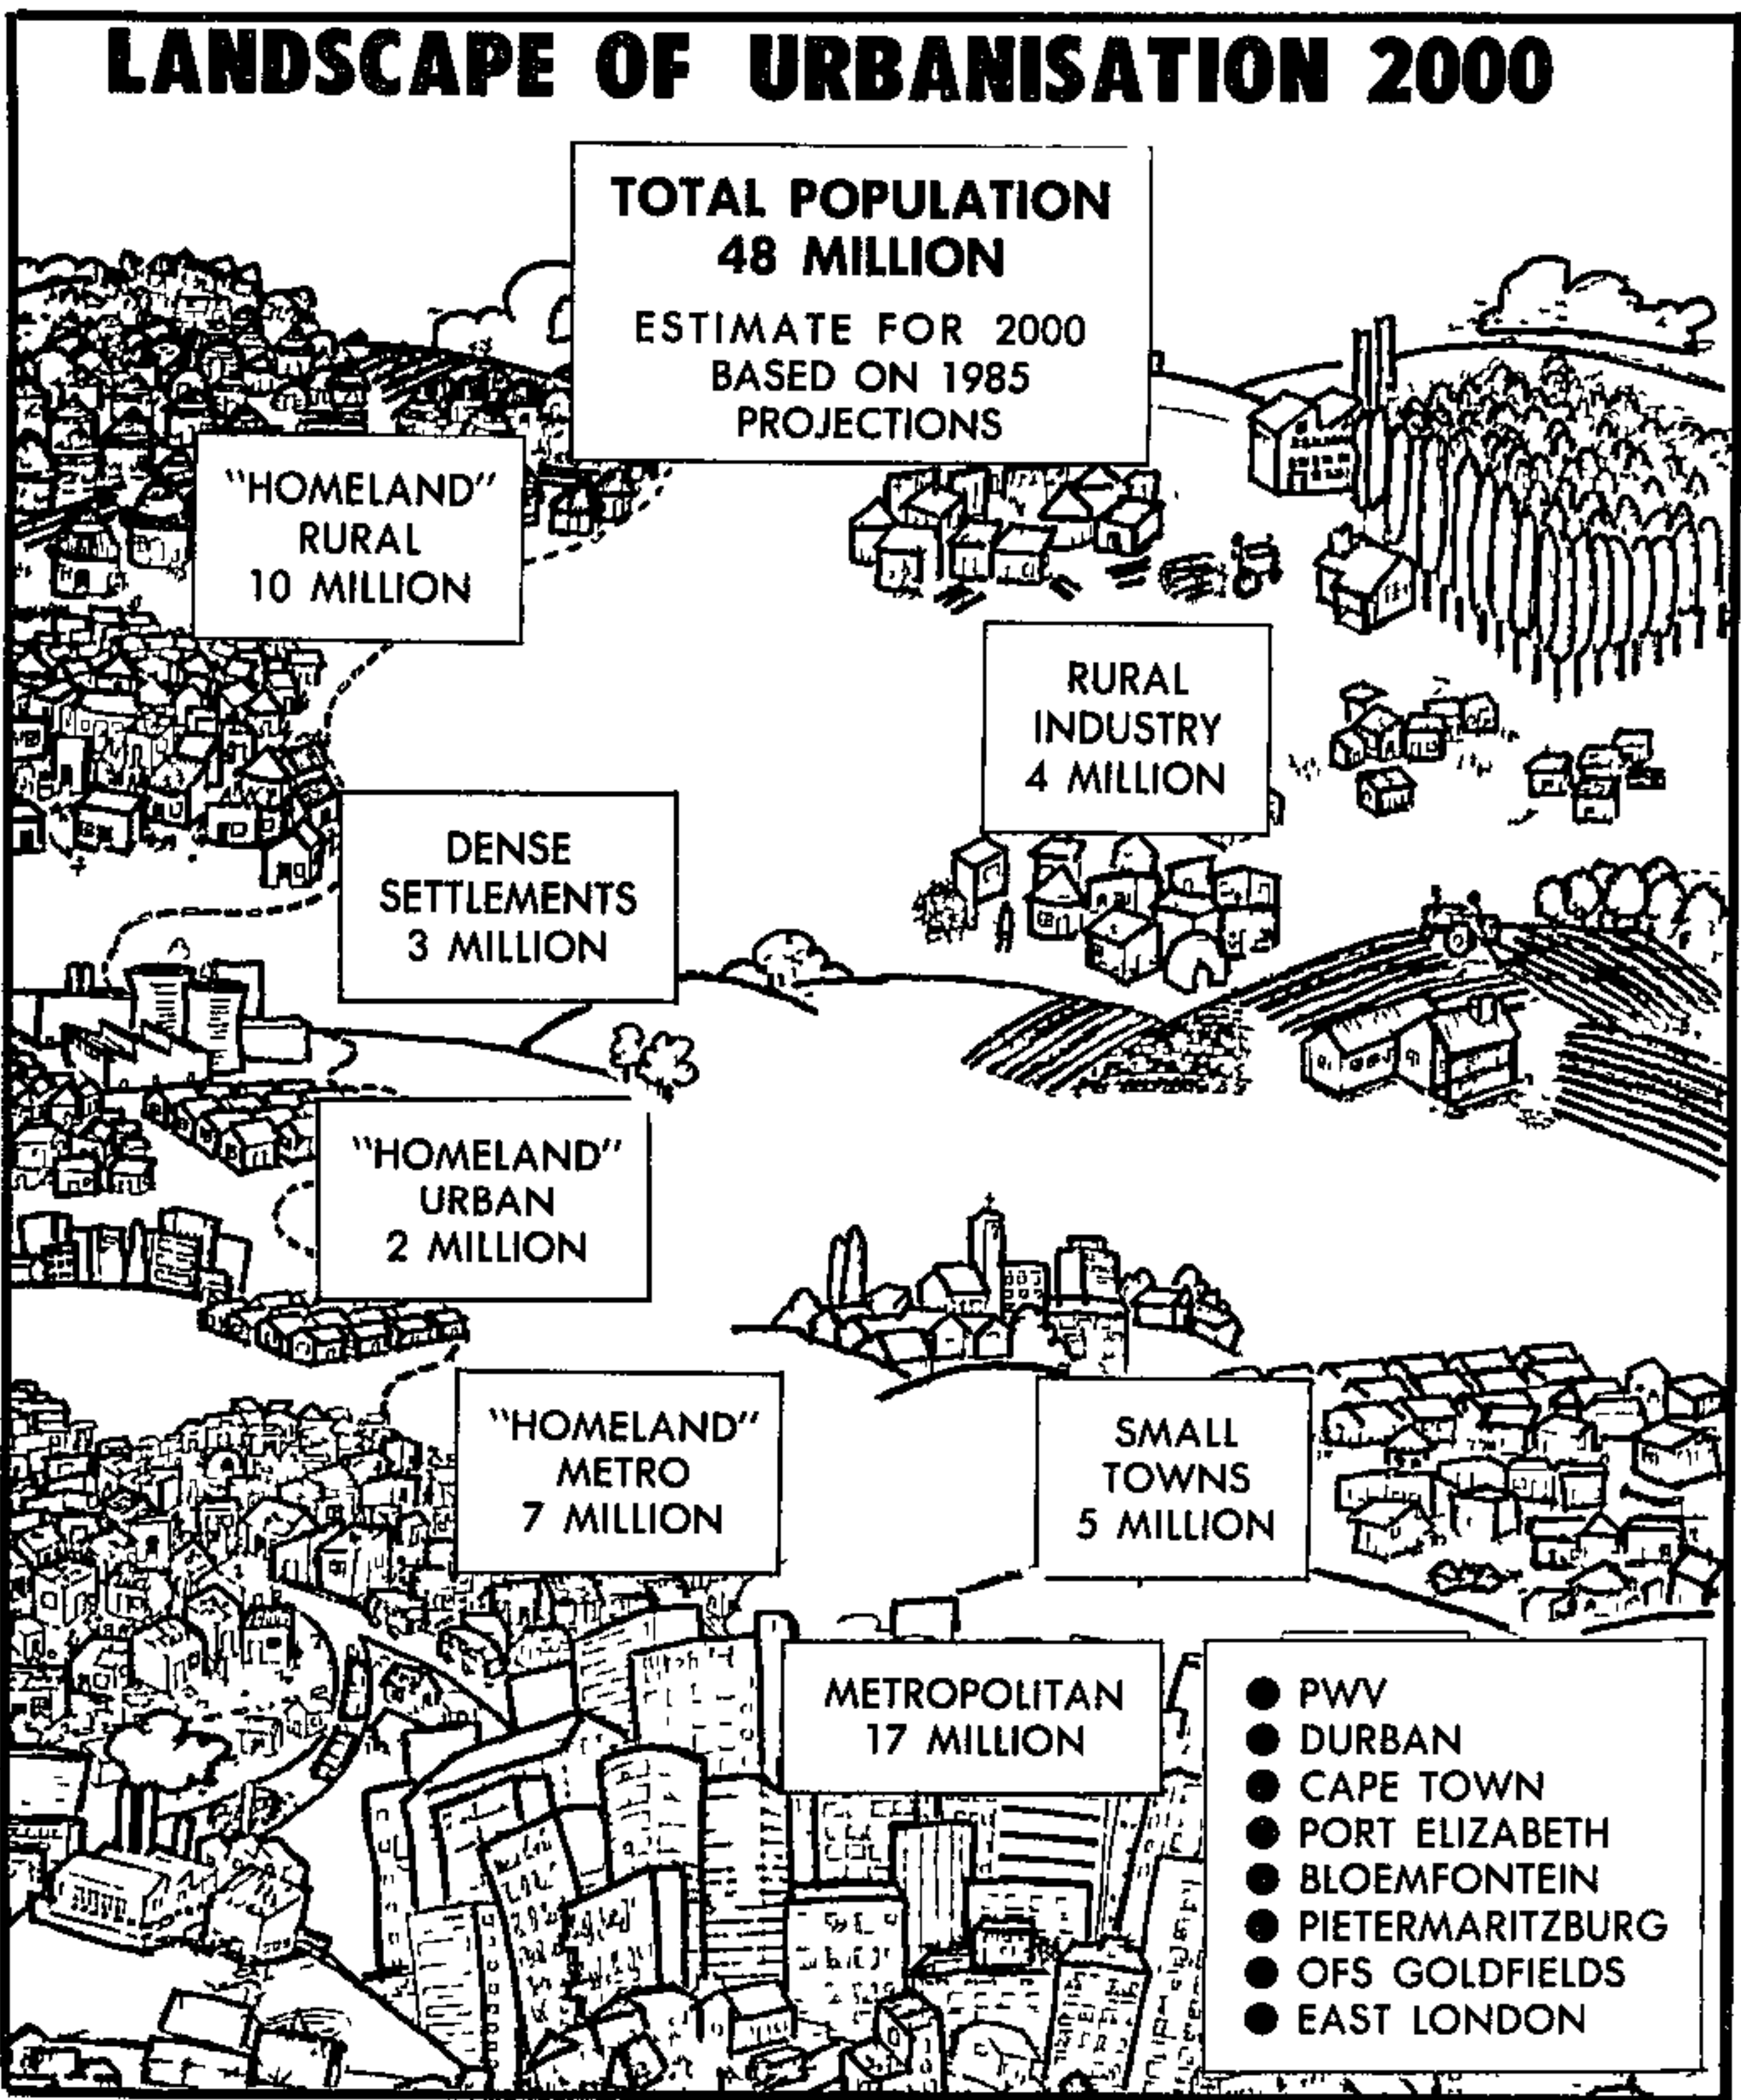 LANDSCAPE OF URBANISATION 2000
TOTAL POPULATION
48 MILLION
ESTIMATE FOR 2000
BASED ON 1985
PROJECTIONS
"HOMELAND"
RURAL
10 MILLION
RURAL
INDUSTRY
4 MILLION
DENSE
SETTLEMENTS
3 MILLION
"HOMELAND"
URBAN
2 MILLION
"HOMELAND"
METRO
7 MILLION
SMALL
TOWNS
5 MILLION
METROPOLITAN
17 MILLION
● PWV
● DURBAN
● CAPE TOWN
● PORT ELIZABETH
● BLOEMFONTEIN
● PIETERMARITZBURG
● OFS GOLDFIELDS
● EAST LONDON